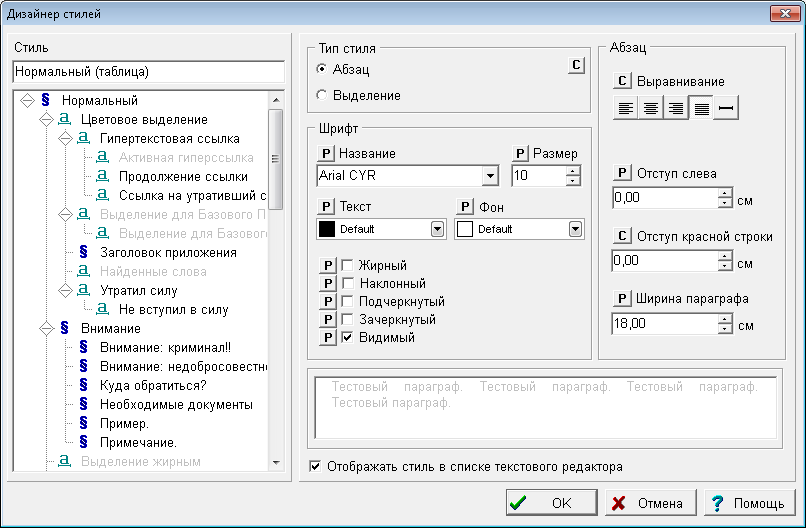 Дизайнер стилей
Стиль
Нормальный (таблица)
§ Нормальный
a Цветовое выделение
a Гипертекстовая ссылка
a Активная гиперссылка
a Продолжение ссылки
a Ссылка на утративший с
a Выделение для Базового П
a Выделение для Базового
§ Заголовок приложения
a Найденные слова
a Утратил силу
a Не вступил в силу
§ Внимание
§ Внимание: криминал!!
§ Внимание: недобросовестн
§ Куда обратиться?
§ Необходимые документы
§ Пример.
§ Примечание.
a Выделение жирным
Тип стиля
Абзац
C
Выделение
Шрифт
P Название
P Размер
Arial CYR
10
P Текст
P Фон
Default
Default
P Жирный
P Наклонный
P Подчеркнутый
P Зачеркнутый
P Видимый
Абзац
C Выравнивание
P Отступ слева
0,00 см
C Отступ красной строки
0,00 см
P Ширина параграфа
18,00 см
Тестовый параграф. Тестовый параграф. Тестовый параграф.
Тестовый параграф.
Отображать стиль в списке текстового редактора
OK
Отмена
? Помощь